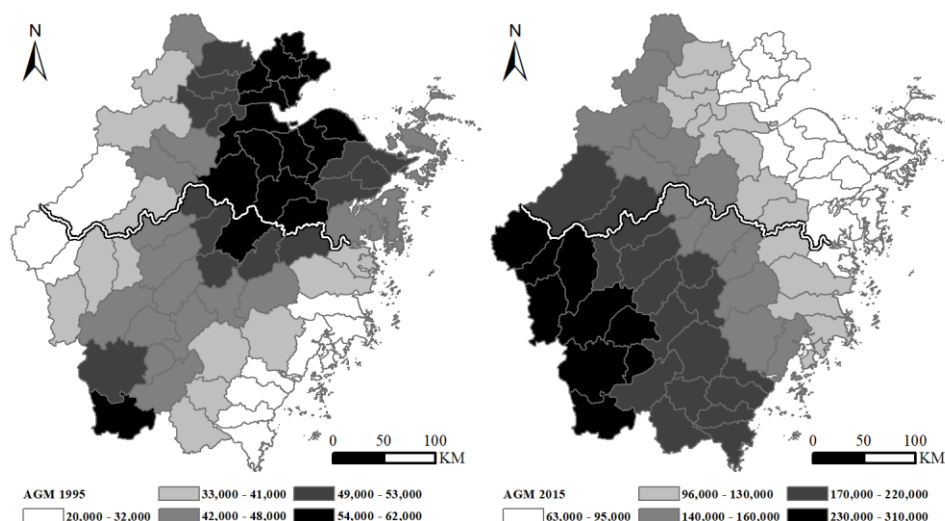 N
N
0 50 100
KM
0 50 100
KM
AGM 1995
33,000 - 41,000
49,000 - 53,000
20,000 - 32,000
42,000 - 48,000
54,000 - 62,000
AGM 2015
96,000 - 130,000
170,000 - 220,000
63,000 - 95,000
140,000 - 160,000
230,000 - 310,000